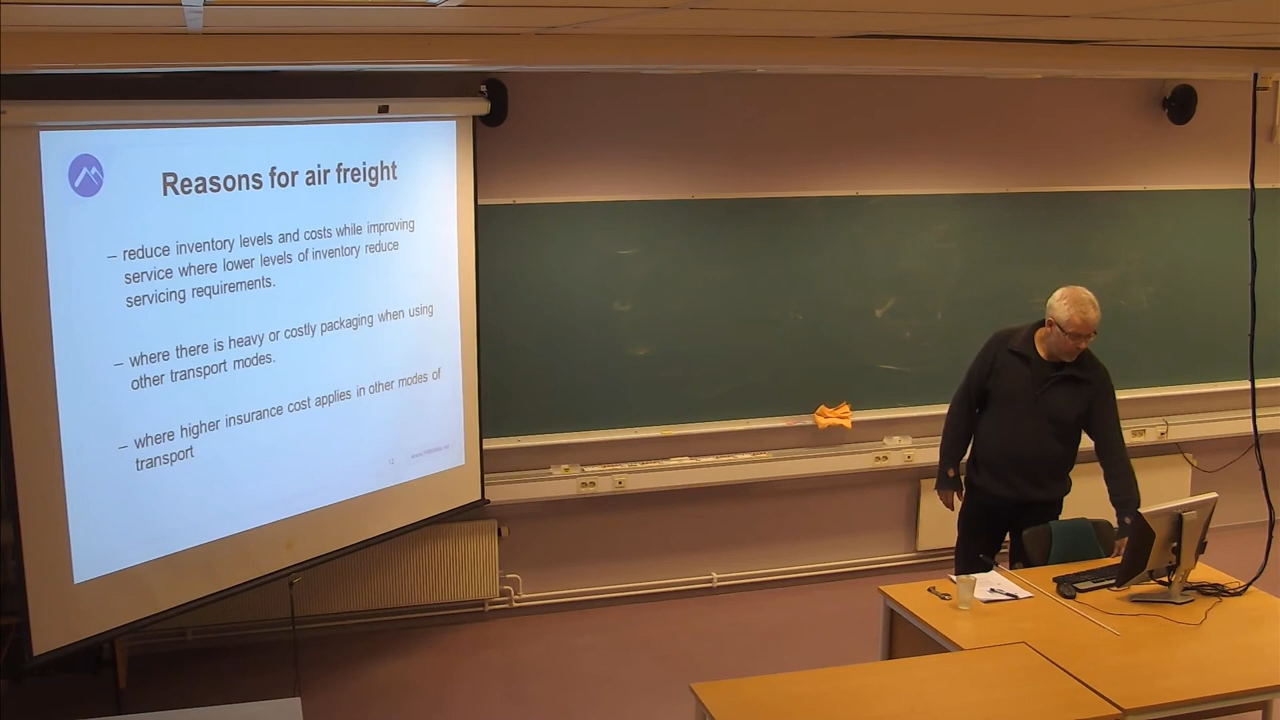 Reasons for air freight
– reduce inventory levels and costs while improving
service where lower levels of inventory reduce
servicing requirements.
– where there is heavy or costly packaging when using
other transport modes.
– where higher insurance cost applies in other modes of
transport
12